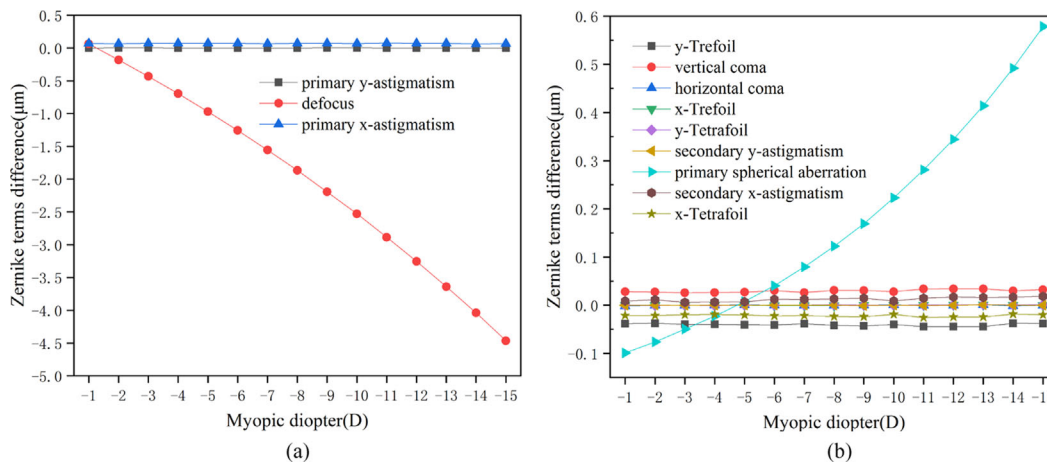 0.5
0.0
-0.5
-1.0
-1.5
-2.0
-2.5
-3.0
-3.5
-4.0
-4.5
-5.0
Zernike terms difference(μm)
primary y-astigmatism
defocus
primary x-astigmatism
-1 -2 -3 -4 -5 -6 -7 -8 -9 -10 -11 -12 -13 -14 -15
Myopic diopter(D)
(a)
0.6
0.5
0.4
0.3
0.2
0.1
0.0
-0.1
Zernike terms difference(μm)
y-Trefoil
vertical coma
horizontal coma
x-Trefoil
y-Tetrafoil
secondary y-astigmatism
primary spherical aberration
secondary x-astigmatism
x-Tetrafoil
-1 -2 -3 -4 -5 -6 -7 -8 -9 -10 -11 -12 -13 -14 -1
Myopic diopter(D)
(b)